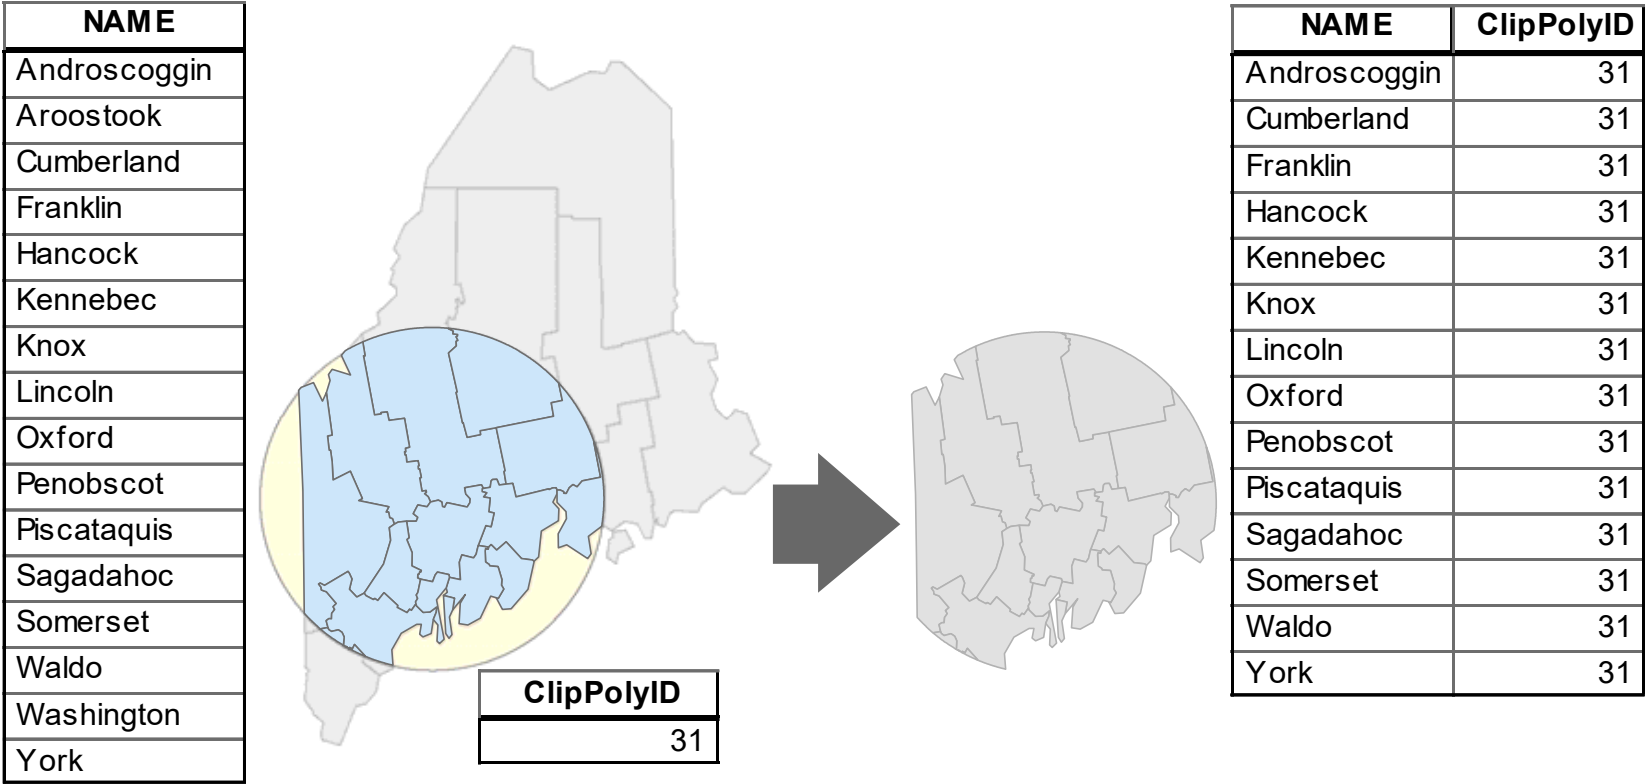 NAME
Androscoggin
Aroostook
Cumberland
Franklin
Hancock
Kennebec
Knox
Lincoln
Oxford
Penobscot
Piscataquis
Sagadahoc
Somerset
Waldo
Washington
York
ClipPolyID
31
NAME ClipPolyID
Androscoggin 31
Cumberland 31
Franklin 31
Hancock 31
Kennebec 31
Knox 31
Lincoln 31
Oxford 31
Penobscot 31
Piscataquis 31
Sagadahoc 31
Somerset 31
Waldo 31
York 31